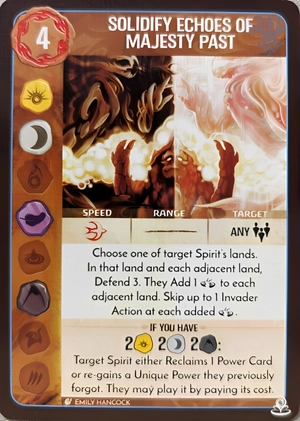 4
SOLIDIFY ECHOES OF
MAJESTY PAST
SPEED RANGE TARGET
ANY
Choose one of target Spirit's lands.
In that land and each adjacent land,
Defend 3. They Add 1 to each
adjacent land. Skip up to 1 Invader
Action at each added .
IF YOU HAVE
2 2 2 :
Target Spirit either Reclaims 1 Power Card
or re-gains a Unique Power they previously
forgot. They may play it by paying its cost.
EMILY HANCOCK